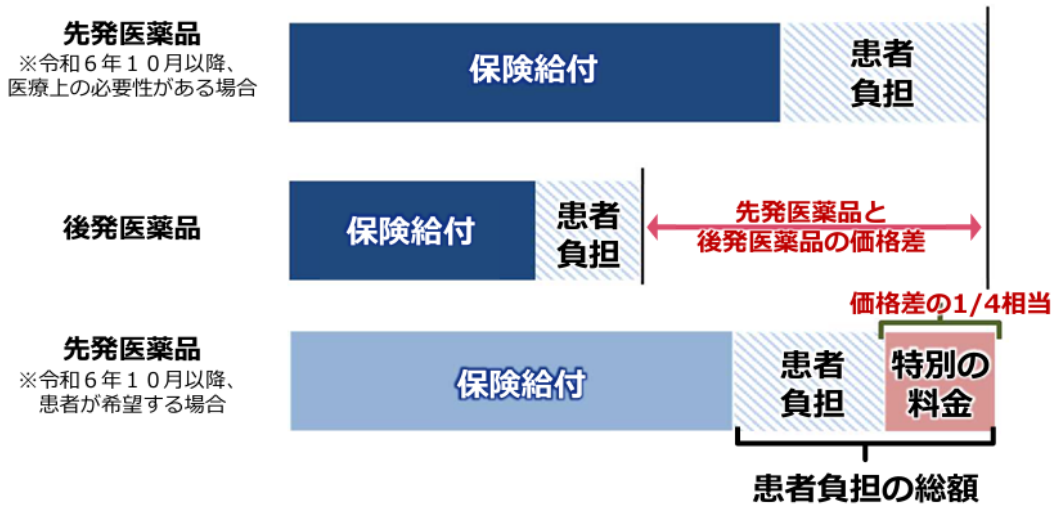 先発医薬品
※令和６年１０月以降、
医療上の必要性がある場合
保険給付
患者
負担
後発医薬品
保険給付
患者
負担
先発医薬品と
後発医薬品の価格差
価格差の1/4相当
先発医薬品
※令和６年１０月以降、
患者が希望する場合
保険給付
患者
負担
特別の
料金
患者負担の総額